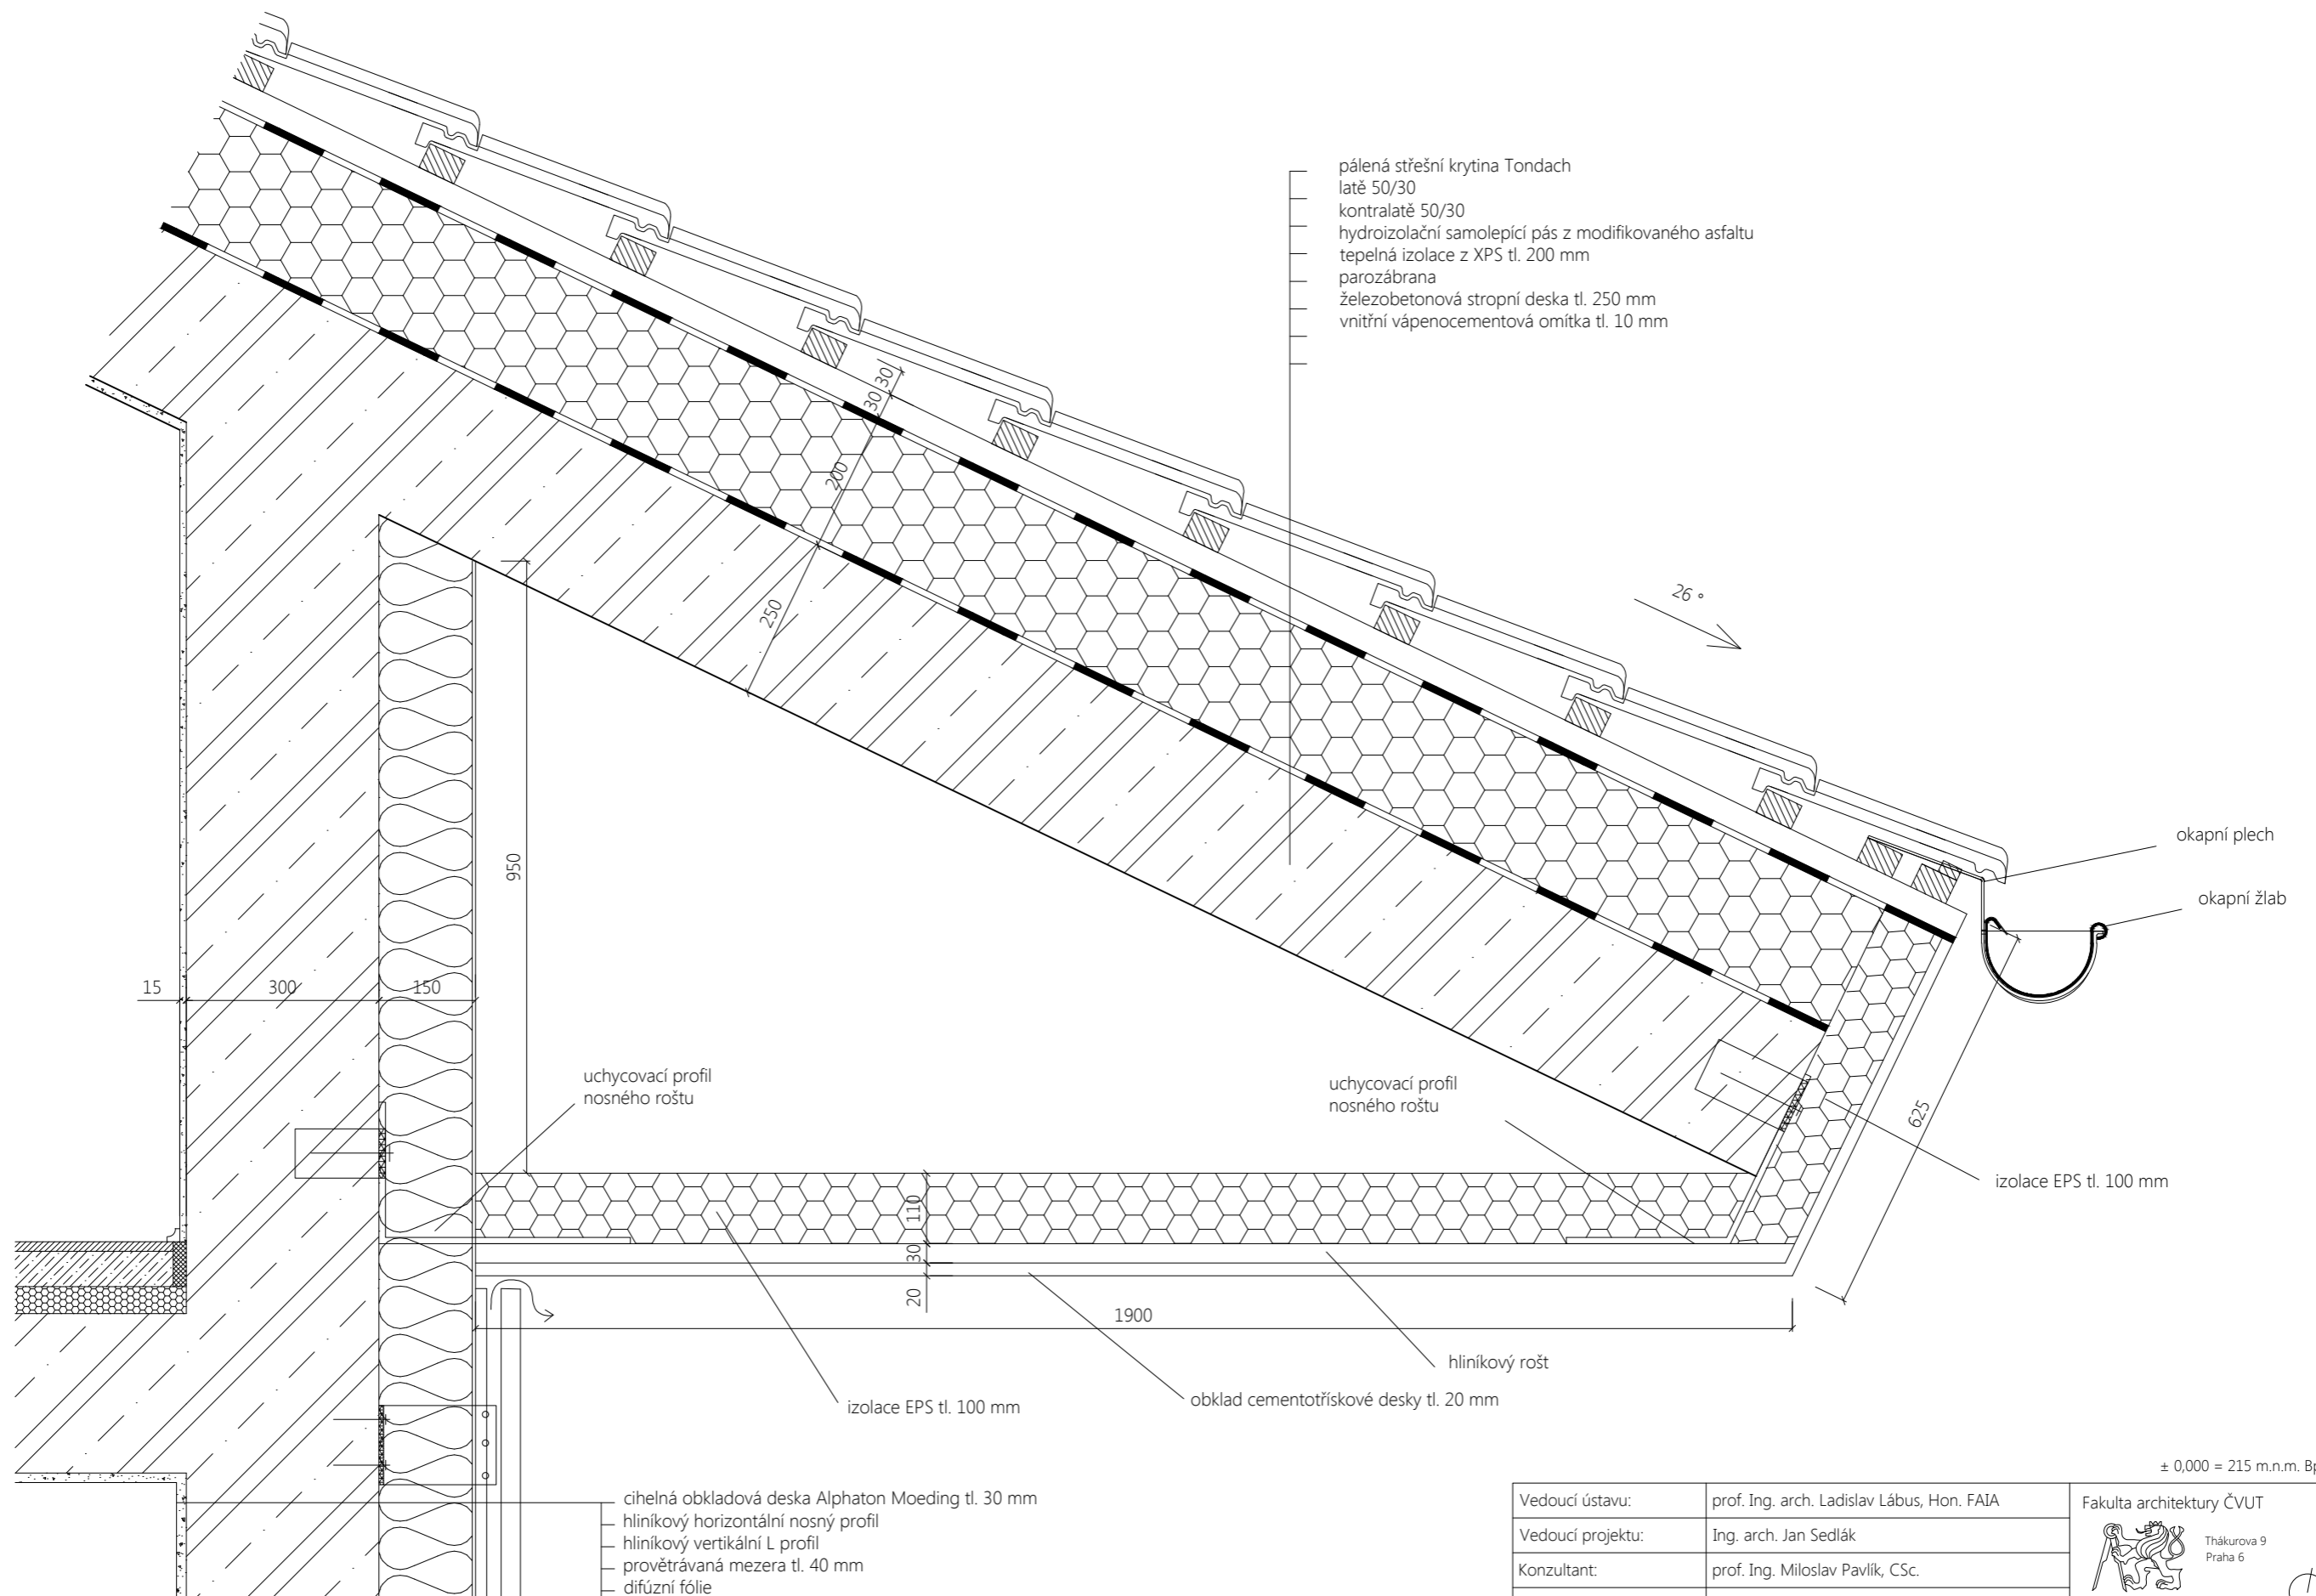 pálená střešní krytina Tondach
latě 50/30
kontralatě 50/30
hydroizolační samolepící pás z modifikovaného asfaltu
tepelná izolace z XPS tl. 200 mm
parozábrana
železobetonová stropní deska tl. 250 mm
vnitřní vápenocementová omítka tl. 10 mm
30
30
200
250
26 °
okapní plech
okapní žlab
950
15
300
150
uchycovací profil
nosného roštu
uchycovací profil
nosného roštu
625
izolace EPS tl. 100 mm
110
30
20
1900
hliníkový rošt
obklad cementotřískové desky tl. 20 mm
izolace EPS tl. 100 mm
cihelná obkladová deska Alphaton Moeding tl. 30 mm
hliníkový horizontální nosný profil
hliníkový vertikální L profil
provětrávaná mezera tl. 40 mm
difúzní fólie
± 0,000 = 215 m.n.m.
Vedoucí ústavu: prof. Ing. arch. Ladislav Lábus, Hon. FAIA
Vedoucí projektu: Ing. arch. Jan Sedlák
Konzultant: prof. Ing. Miloslav Pavlík, CSc.
Fakulta architektury ČVUT
Thákurova 9
Praha 6